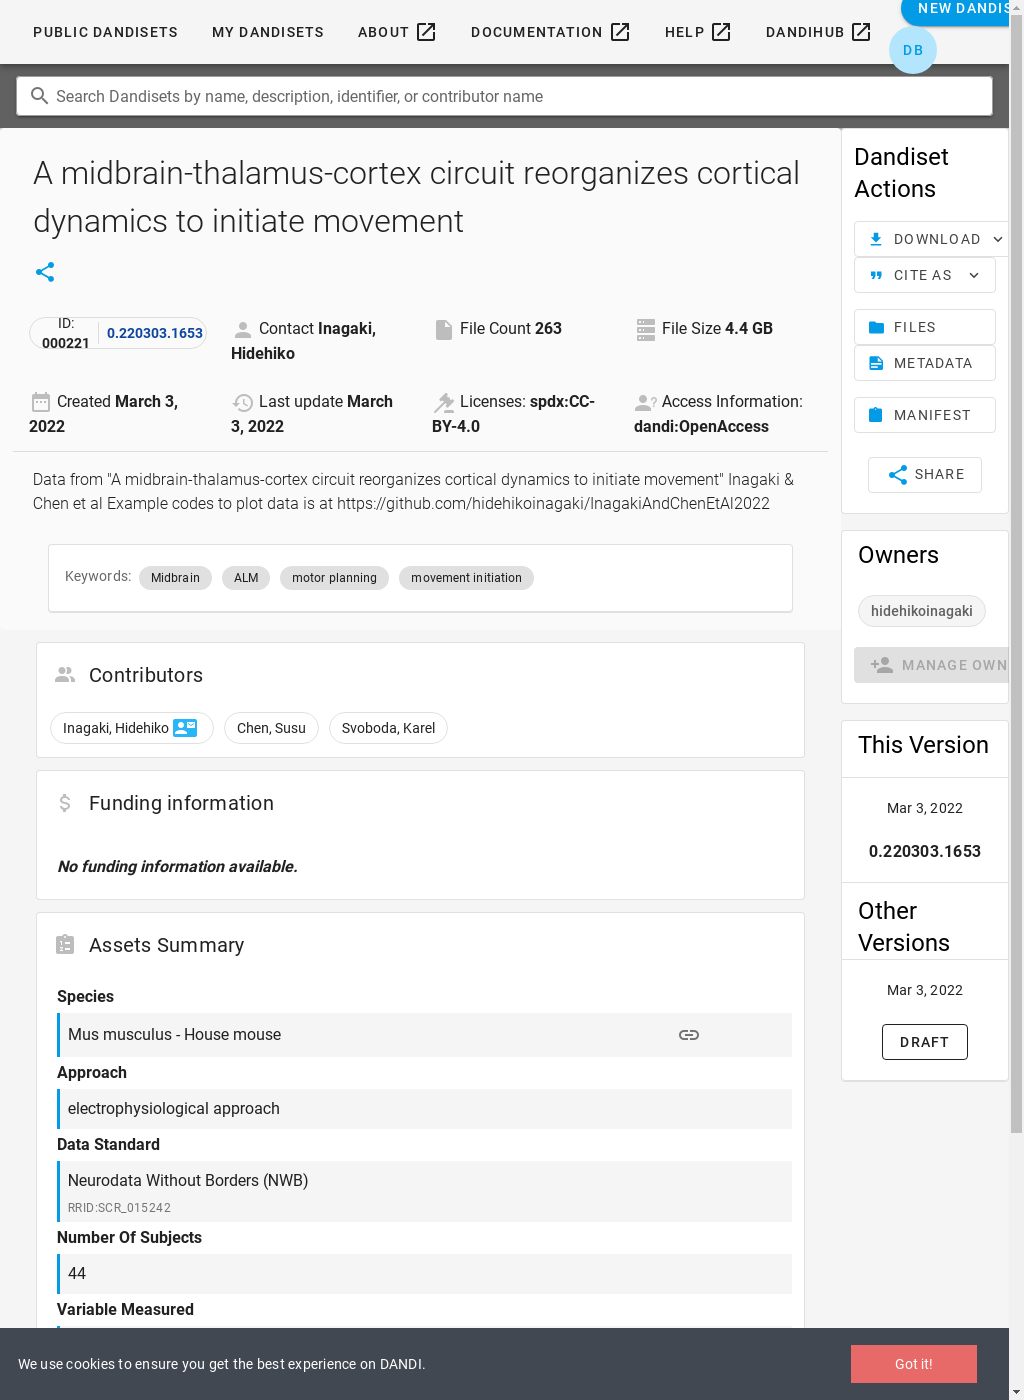 PUBLIC DANDISETS MY DANDISETS ABOUT DOCUMENTATION HELP DANDIHUB NEW DANDIS
DB
Search Dandisets by name, description, identifier, or contributor name
A midbrain-thalamus-cortex circuit reorganizes cortical
dynamics to initiate movement
ID:
000221
0.220303.1653
Contact Inagaki,
Hidehiko
File Count 263
File Size 4.4 GB
Created March 3,
2022
Last update March
3, 2022
Licenses: spdx:CC-
BY-4.0
Access Information:
dandi:OpenAccess
Data from "A midbrain-thalamus-cortex circuit reorganizes cortical dynamics to initiate movement" Inagaki &
Chen et al Example codes to plot data is at https://github.com/hidehikoinagaki/InagakiAndChenEtAl2022
Keywords: Midbrain ALM motor planning movement initiation
Contributors
Inagaki, Hidehiko Chen, Susu Svoboda, Karel
Funding information
No funding information available.
Assets Summary
Species
Mus musculus - House mouse
Approach
electrophysiological approach
Data Standard
Neurodata Without Borders (NWB)
RRID:SCR_015242
Number Of Subjects
44
Variable Measured
Dandiset
Actions
DOWNLOAD
CITE AS
FILES
METADATA
MANIFEST
SHARE
Owners
hidehikoinagaki
MANAGE OWN
This Version
Mar 3, 2022
0.220303.1653
Other
Versions
Mar 3, 2022
DRAFT
We use cookies to ensure you get the best experience on DANDI.
Got it!